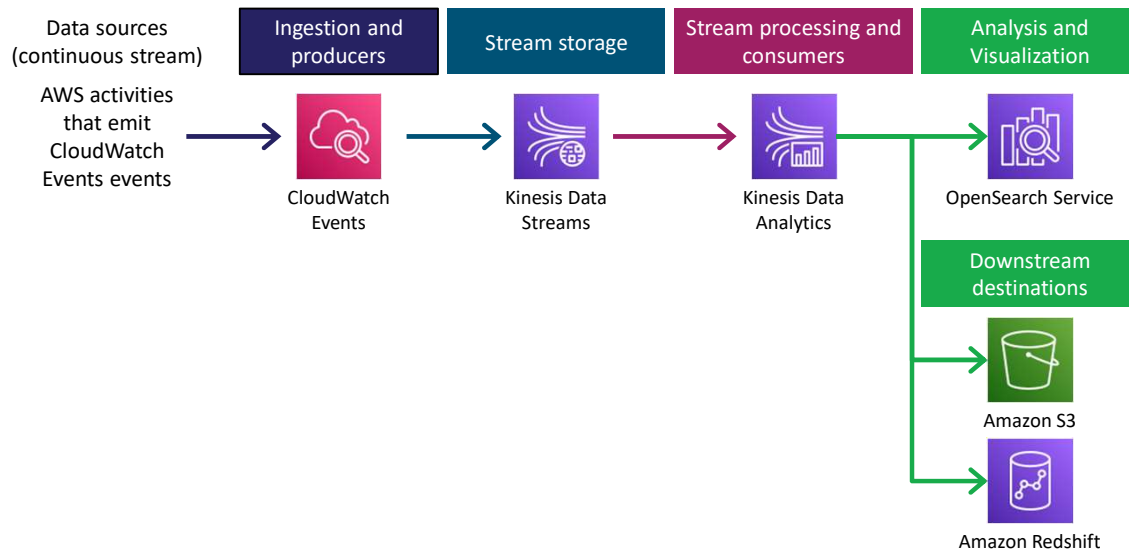 Data sources
(continuous stream)
Ingestion and
producers
Stream storage
Stream processing and
consumers
Analysis and
Visualization
AWS activities
that emit
CloudWatch
Events events
CloudWatch
Events
Kinesis Data
Streams
Kinesis Data
Analytics
OpenSearch Service
Downstream
destinations
Amazon S3
Amazon Redshift